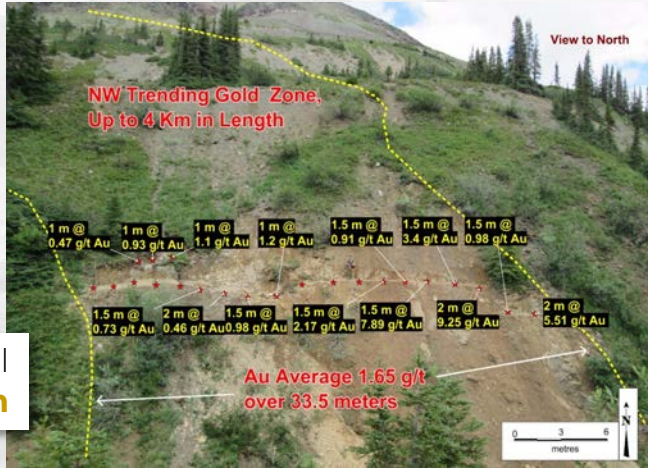 View to North
NW Trending Gold Zone,
Up to 4 Km in Length
1 m @
0.47 g/t Au
1 m @
0.93 g/t Au
1 m @
1.1 g/t Au
1 m @
1.2 g/t Au
1.5 m @
0.91 g/t Au
1.5 m @
3.4 g/t Au
1.5 m @
0.98 g/t Au
1.5 m @
0.73 g/t Au
2 m @
0.46 g/t Au
1.5 m @
0.98 g/t Au
1.5 m @
2.17 g/t Au
1.5 m @
7.89 g/t Au
2 m @
9.25 g/t Au
2 m @
5.51 g/t Au
Au Average 1.65 g/t
over 33.5 meters
N
0 3 6
metres